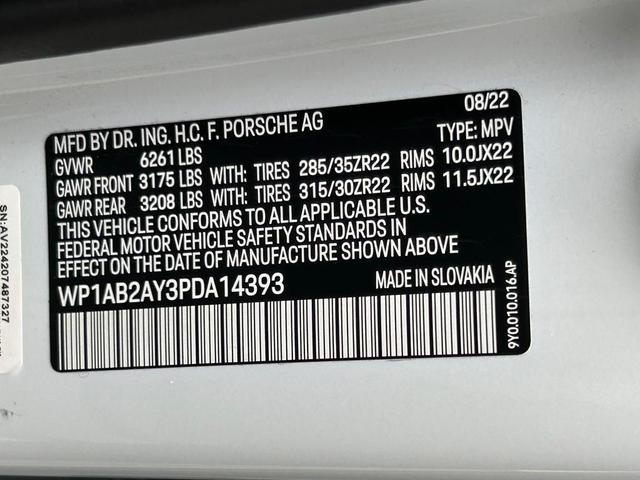 08/22
MFD BY DR. ING. H.C. F. PORSCHE AG
TYPE: MPV
GVWR 6261 LBS
GAWR FRONT 3175 LBS WITH: TIRES 285/35ZR22 RIMS 10.0JX22
GAWR REAR 3208 LBS WITH: TIRES 315/30ZR22 RIMS 11.5JX22
THIS VEHICLE CONFORMS TO ALL APPLICABLE U.S.
FEDERAL MOTOR VEHICLE SAFETY STANDARDS IN
EFFECT ON THE DATE OF MANUFACTURE SHOWN ABOVE
WP1AB2AY3PDA14393
MADE IN SLOVAKIA
9Y0.010.016.AP
SN:AV224207487327